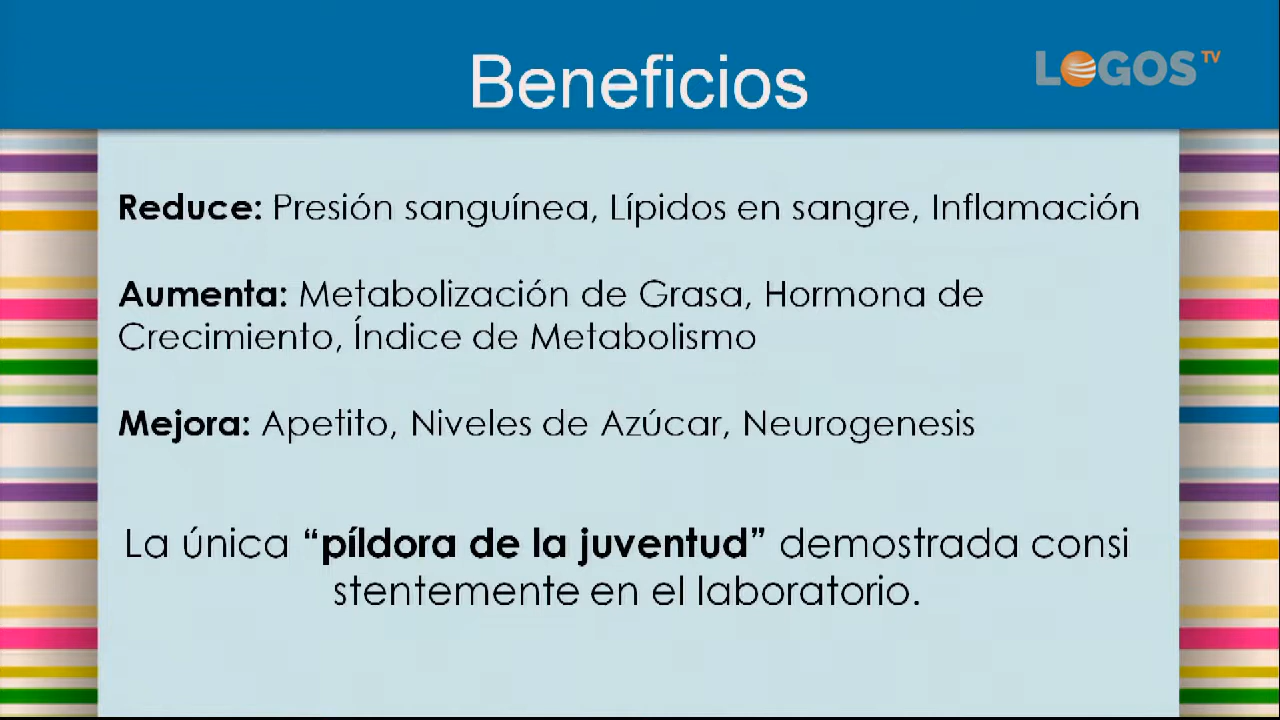 Beneficios
LOGOS TV
Reduce: Presión sanguínea, Lípidos en sangre, Inflamación
Aumenta: Metabolización de Grasa, Hormona de
Crecimiento, Índice de Metabolismo
Mejora: Apetito, Niveles de Azúcar, Neurogenesis
La única “píldora de la juventud” demostrada consi
stentemente en el laboratorio.